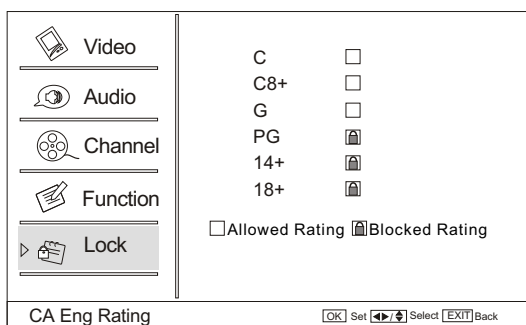 Video
Audio
Channel
Function
Lock
C
C8+
G
PG
14+
18+
Allowed Rating Blocked Rating
CA Eng Rating
OK Set / Select EXIT Back